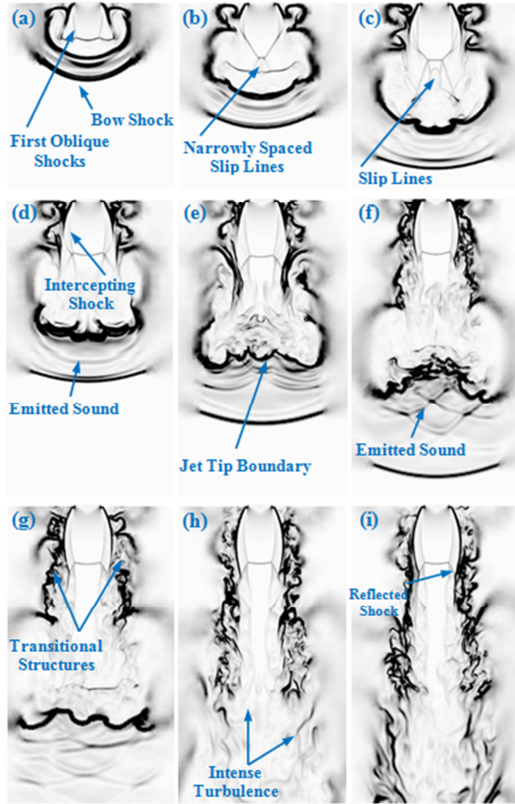 (a)
(b)
(c)
Bow Shock
First Oblique
Shocks
Narrowly Spaced
Slip Lines
Slip Lines
(d)
(e)
(f)
Intercepting
Shock
Emitted Sound
Jet Tip Boundary
Emitted Sound
(g)
(h)
(i)
Transitional
Structures
Reflected
Shock
Intense
Turbulence